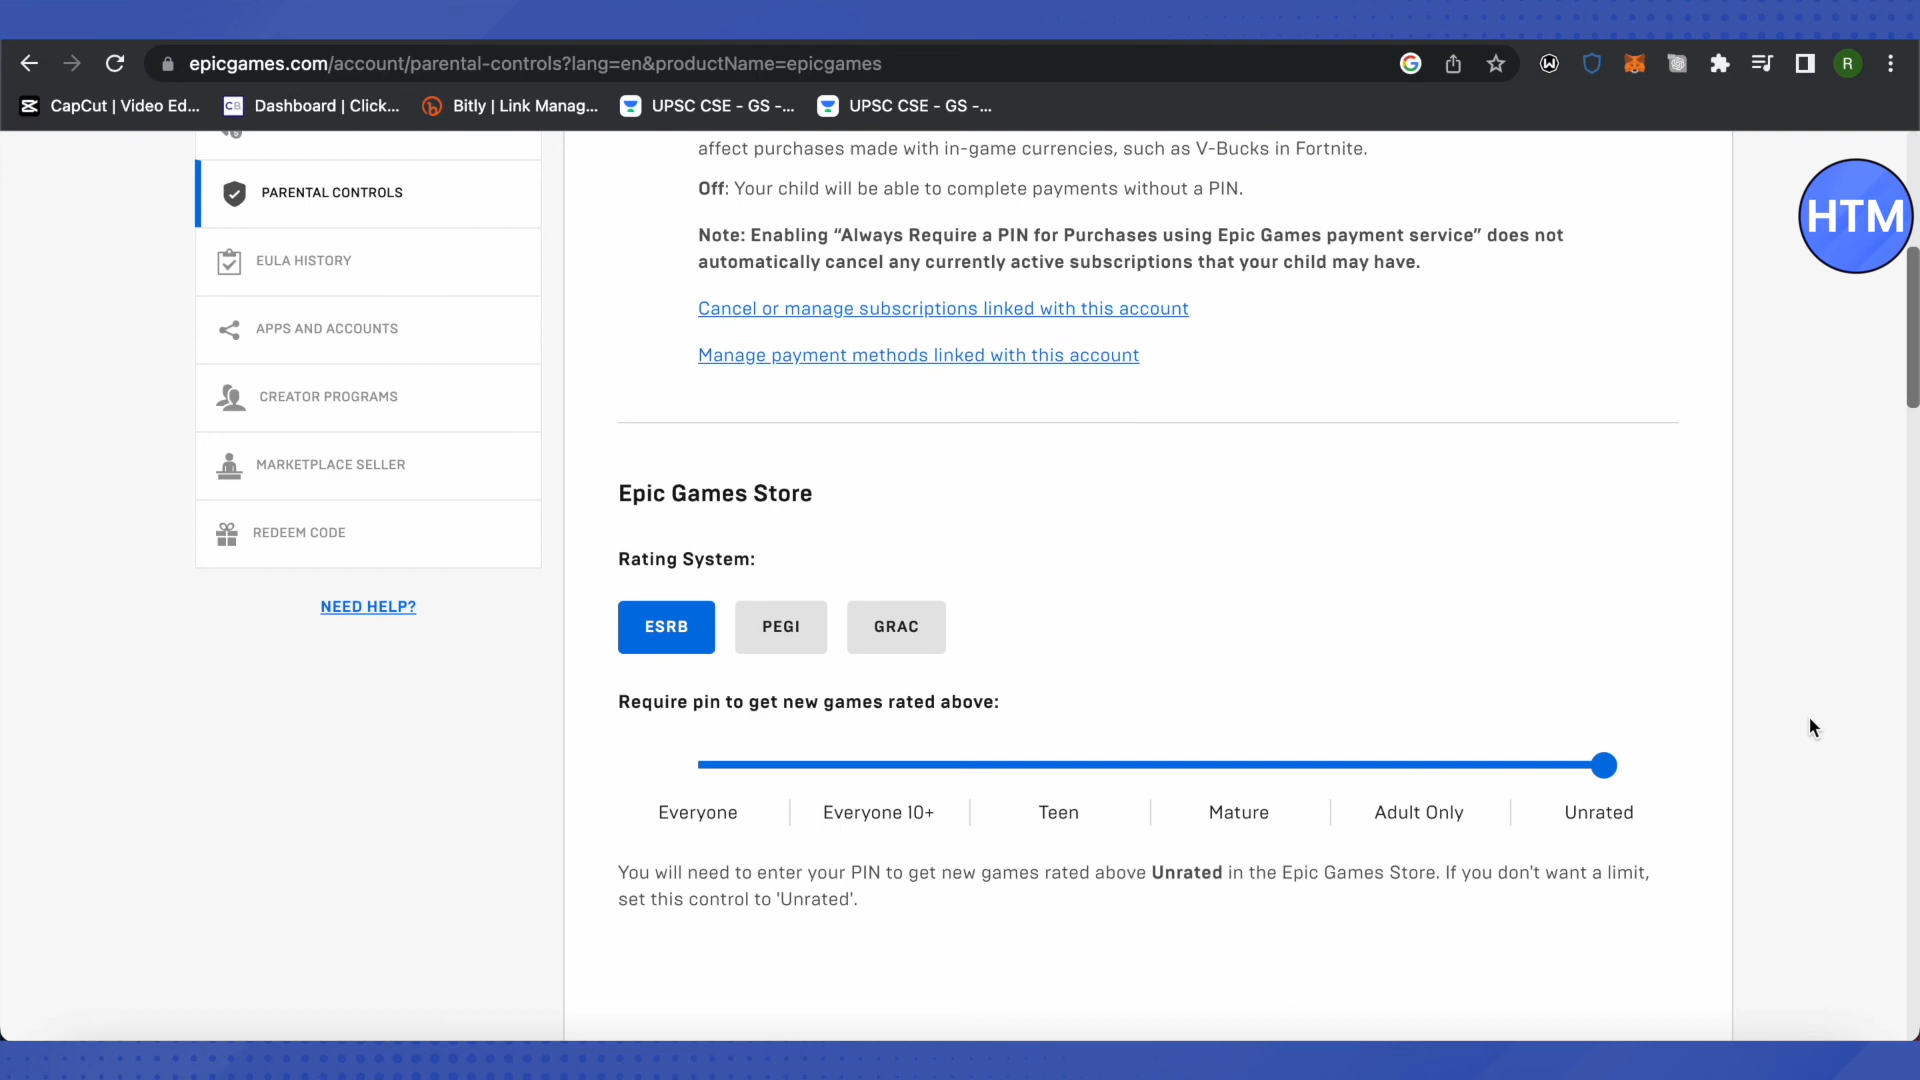 epicgames.com/account/parental-controls?lang=en&productName=epicgames
R
CapCut | Video Ed...
CB Dashboard | Click...
Bitly | Link Manag...
UPSC CSE - GS -...
UPSC CSE - GS -...
PARENTAL CONTROLS
EULA HISTORY
APPS AND ACCOUNTS
CREATOR PROGRAMS
MARKETPLACE SELLER
REDEEM CODE
NEED HELP?
affect purchases made with in-game currencies, such as V-Bucks in Fortnite.
Off: Your child will be able to complete payments without a PIN.
Note: Enabling “Always Require a PIN for Purchases using Epic Games payment service” does not
automatically cancel any currently active subscriptions that your child may have.
Cancel or manage subscriptions linked with this account
Manage payment methods linked with this account
Epic Games Store
Rating System:
ESRB PEGI GRAC
Require pin to get new games rated above:
Everyone Everyone 10+ Teen Mature Adult Only Unrated
You will need to enter your PIN to get new games rated above Unrated in the Epic Games Store. If you don't want a limit,
set this control to 'Unrated'.
HTM